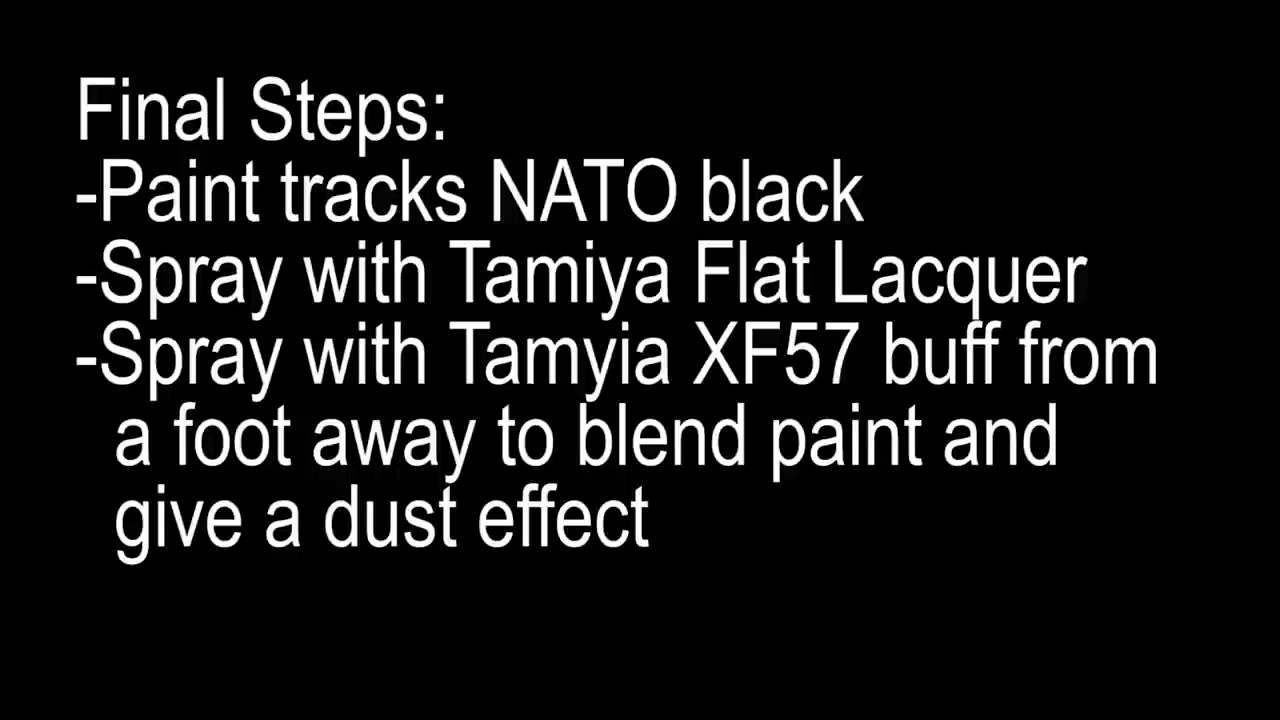 Final Steps:
-Paint tracks NATO black
-Spray with Tamiya Flat Lacquer
-Spray with Tamyia XF57 buff from
a foot away to blend paint and
give a dust effect